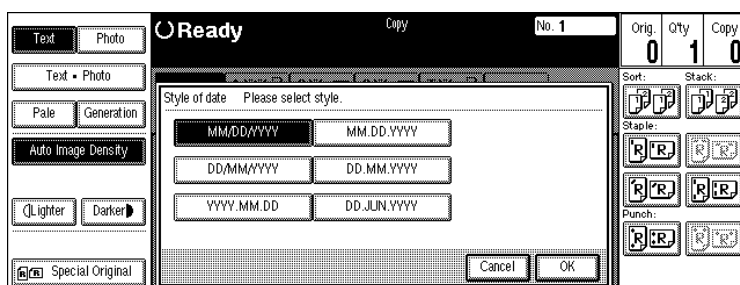 Text
Photo
Text • Photo
Pale
Generation
Auto Image Density
Lighter
Darker
Special Original
Ready
Copy
No. 1
Style of date Please select style.
MM/DD/YYYY
MM.DD.YYYY
DD/MM/YYYY
DD.MM.YYYY
YYYY.MM.DD
DD.JUN.YYYY
Cancel
OK
Orig. Q'ty Copy
0 1 0
Sort: Stack:
Staple:
Punch: